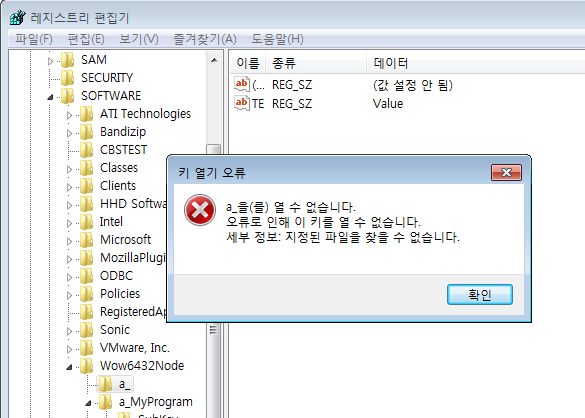 레지스트리 편집기
파일(F) 편집(E) 보기(V) 즐겨찾기(A) 도움말(H)
SAM
SECURITY
SOFTWARE
ATI Technologies
Bandizip
CBSTEST
Classes
Clients
HHD Softwa
Intel
Microsoft
MozillaPlugi
ODBC
Policies
RegisteredAp
Sonic
VMware, Inc.
Wow6432Node
a_
a_MyProgram
SubKey
이름 종류 데이터
ab (... REG_SZ (값 설정 안 됨)
ab TE REG_SZ Value
키 열기 오류
a_을(를) 열 수 없습니다.
오류로 인해 이 키를 열 수 없습니다.
세부 정보: 지정된 파일을 찾을 수 없습니다.
확인